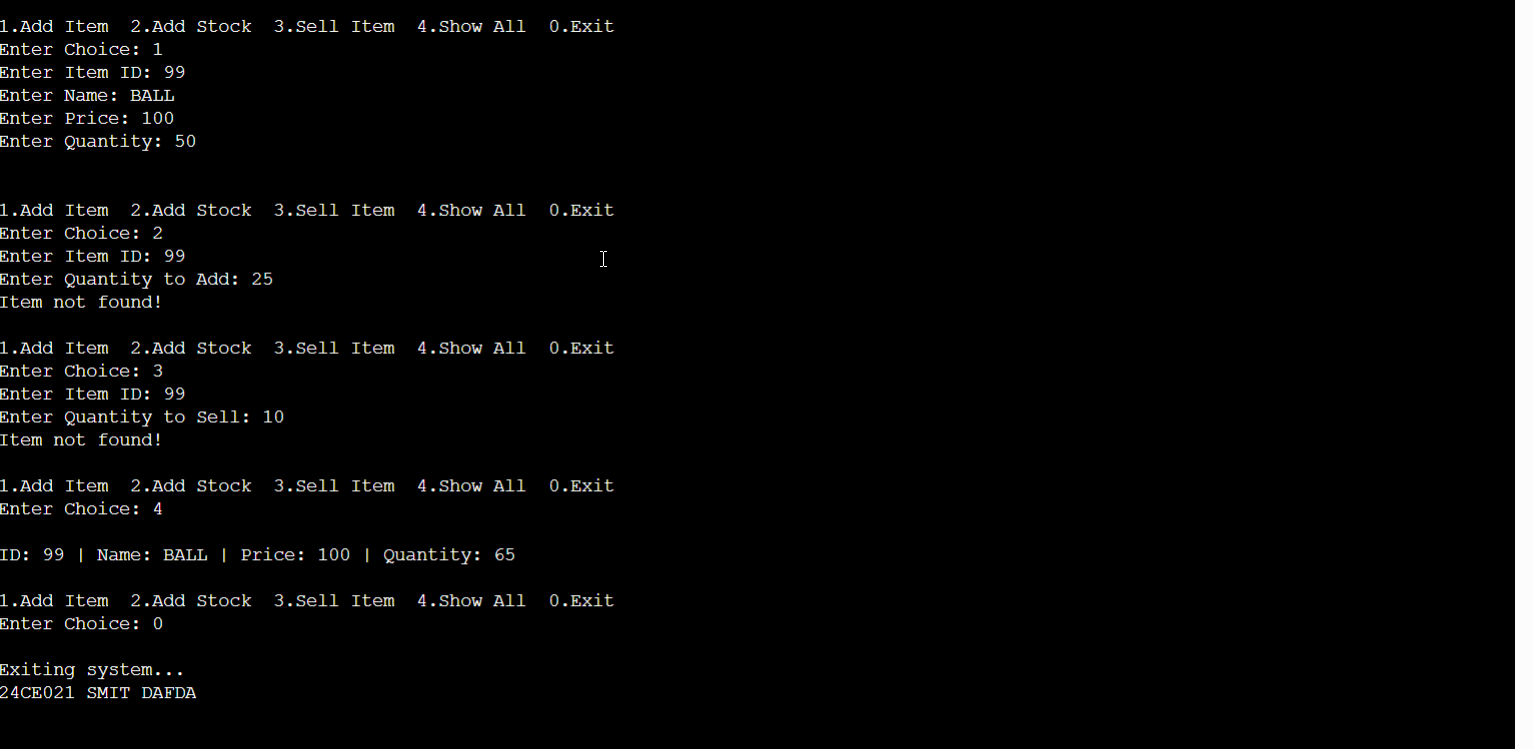 1.Add Item  2.Add Stock  3.Sell Item  4.Show All  0.Exit
Enter Choice: 1
Enter Item ID: 99
Enter Name: BALL
Enter Price: 100
Enter Quantity: 50
1.Add Item  2.Add Stock  3.Sell Item  4.Show All  0.Exit
Enter Choice: 2
Enter Item ID: 99
Enter Quantity to Add: 25
Item not found!
1.Add Item  2.Add Stock  3.Sell Item  4.Show All  0.Exit
Enter Choice: 3
Enter Item ID: 99
Enter Quantity to Sell: 10
Item not found!
1.Add Item  2.Add Stock  3.Sell Item  4.Show All  0.Exit
Enter Choice: 4
ID: 99 | Name: BALL | Price: 100 | Quantity: 65
1.Add Item  2.Add Stock  3.Sell Item  4.Show All  0.Exit
Enter Choice: 0
Exiting system...
24CE021 SMIT DAFDA